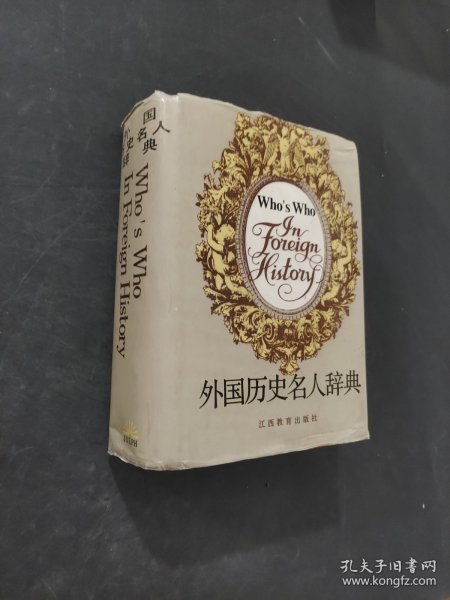 Who's Who
In
Foreign
History
外国历史名人辞典
江西教育出版社
国
名人
史
典
辞
Who's Who
In Foreign History
JXEPH
孔夫子旧书网
www.kongfz.com